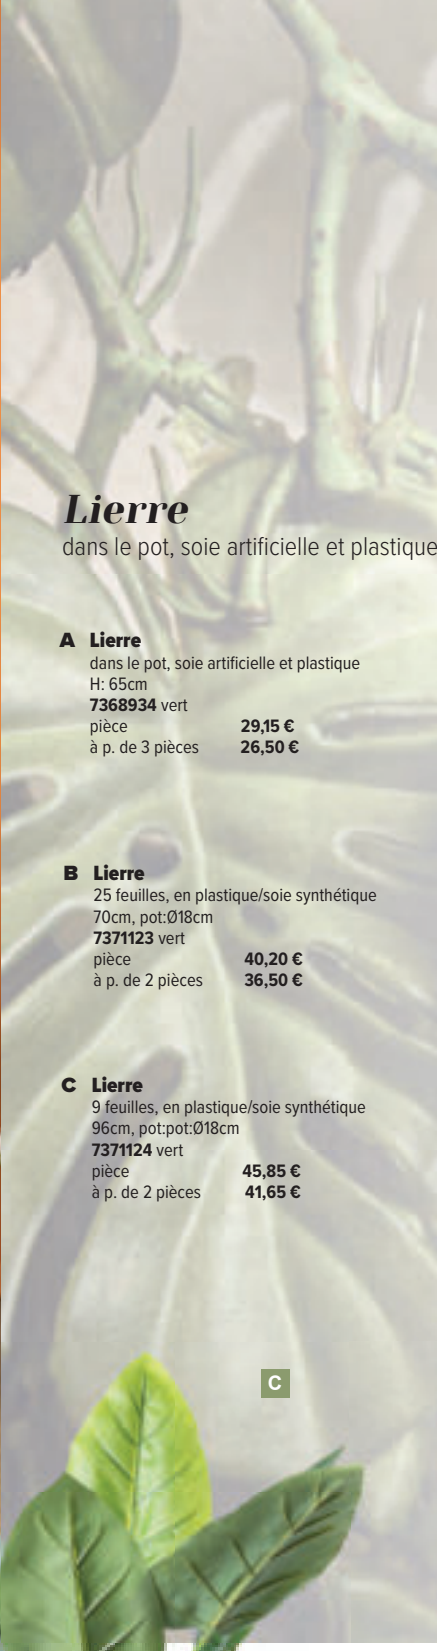 Lierre
dans le pot, soie artificielle et plastique
A Lierre
dans le pot, soie artificielle et plastique
H: 65cm
7368934 vert
pièce 29,15 €
à p. de 3 pièces 26,50 €
B Lierre
25 feuilles, en plastique/soie synthétique
70cm, pot:Ø18cm
7371123 vert
pièce 40,20 €
à p. de 2 pièces 36,50 €
C Lierre
9 feuilles, en plastique/soie synthétique
96cm, pot:pot:Ø18cm
7371124 vert
pièce 45,85 €
à p. de 2 pièces 41,65 €
C